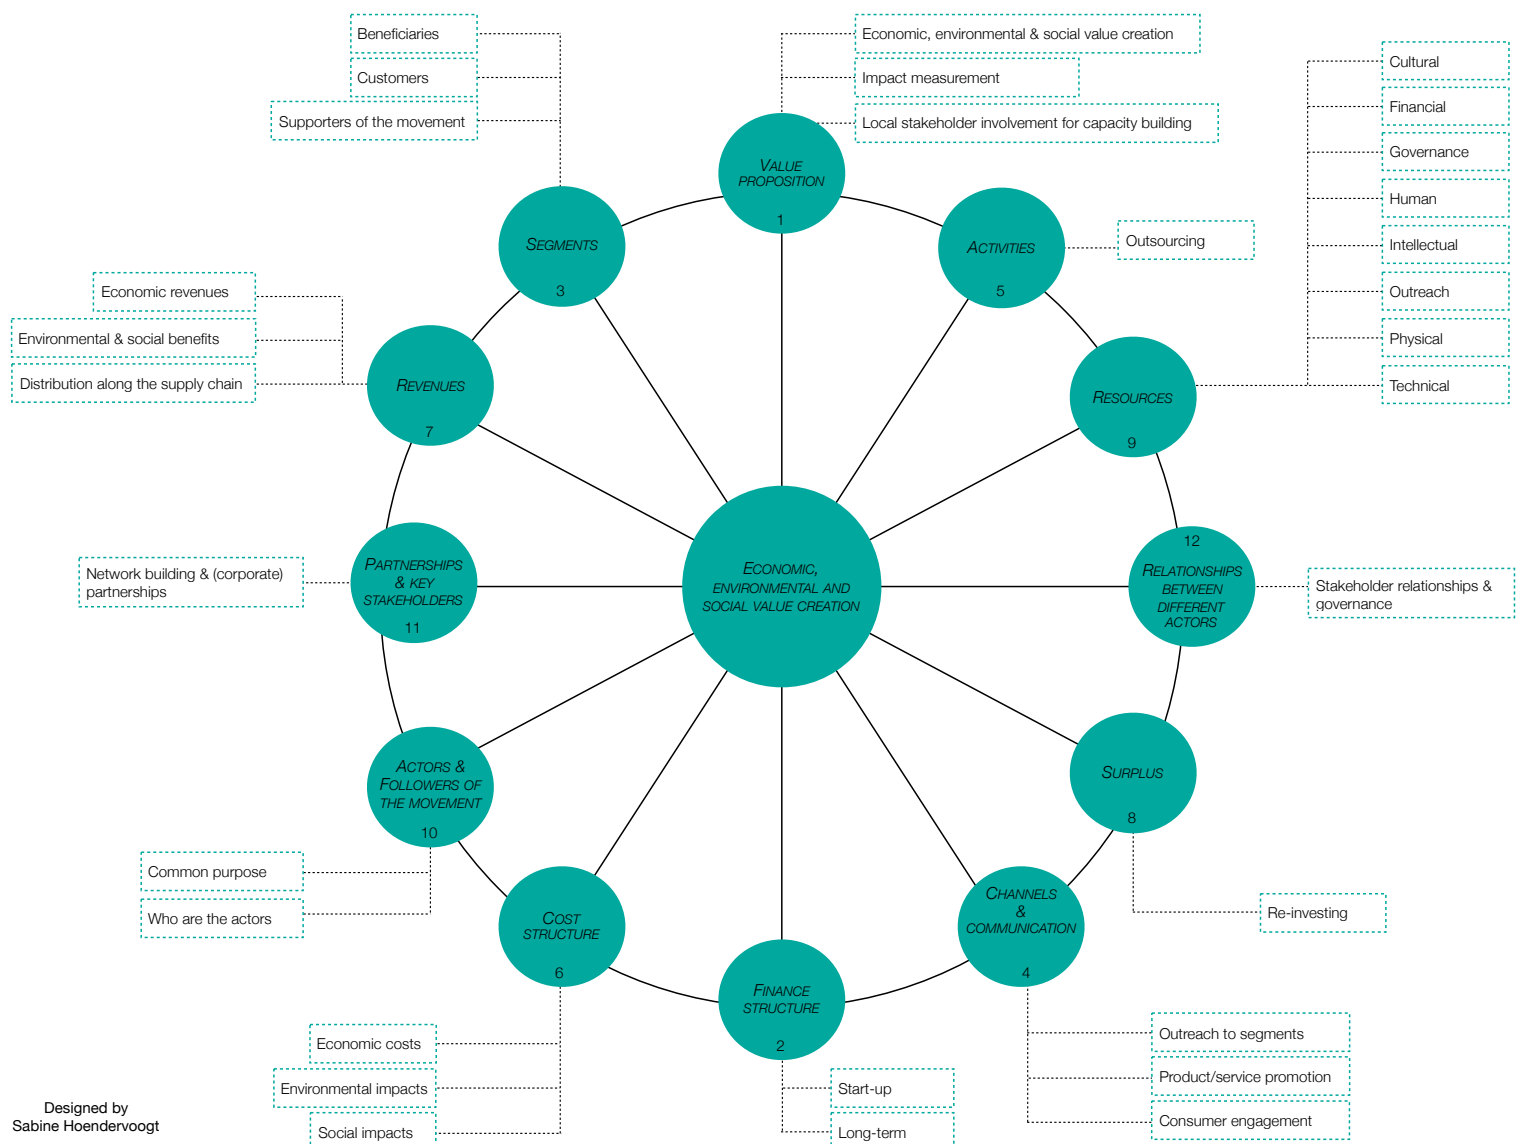 Beneficiaries
Customers
Supporters of the movement
Economic, environmental & social value creation
Impact measurement
Local stakeholder involvement for capacity building
Cultural
Financial
Governance
Human
Intellectual
Outreach
Physical
Technical
VALUE
PROPOSITION
1
SEGMENTS
3
ACTIVITIES
5
Outsourcing
Economic revenues
Environmental & social benefits
Distribution along the supply chain
REVENUES
7
RESOURCES
9
Network building & (corporate)
partnerships
PARTNERSHIPS
& KEY
STAKEHOLDERS
11
ECONOMIC,
ENVIRONMENTAL AND
SOCIAL VALUE CREATION
12
RELATIONSHIPS
BETWEEN
DIFFERENT
ACTORS
Stakeholder relationships &
governance
ACTORS &
FOLLOWERS OF
THE MOVEMENT
10
SURPLUS
8
Common purpose
Who are the actors
COST
STRUCTURE
6
CHANNELS
&
COMMUNICATION
4
Re-investing
FINANCE
STRUCTURE
2
Economic costs
Environmental impacts
Social impacts
Start-up
Long-term
Outreach to segments
Product/service promotion
Consumer engagement
Designed by
Sabine Hoendervoogt